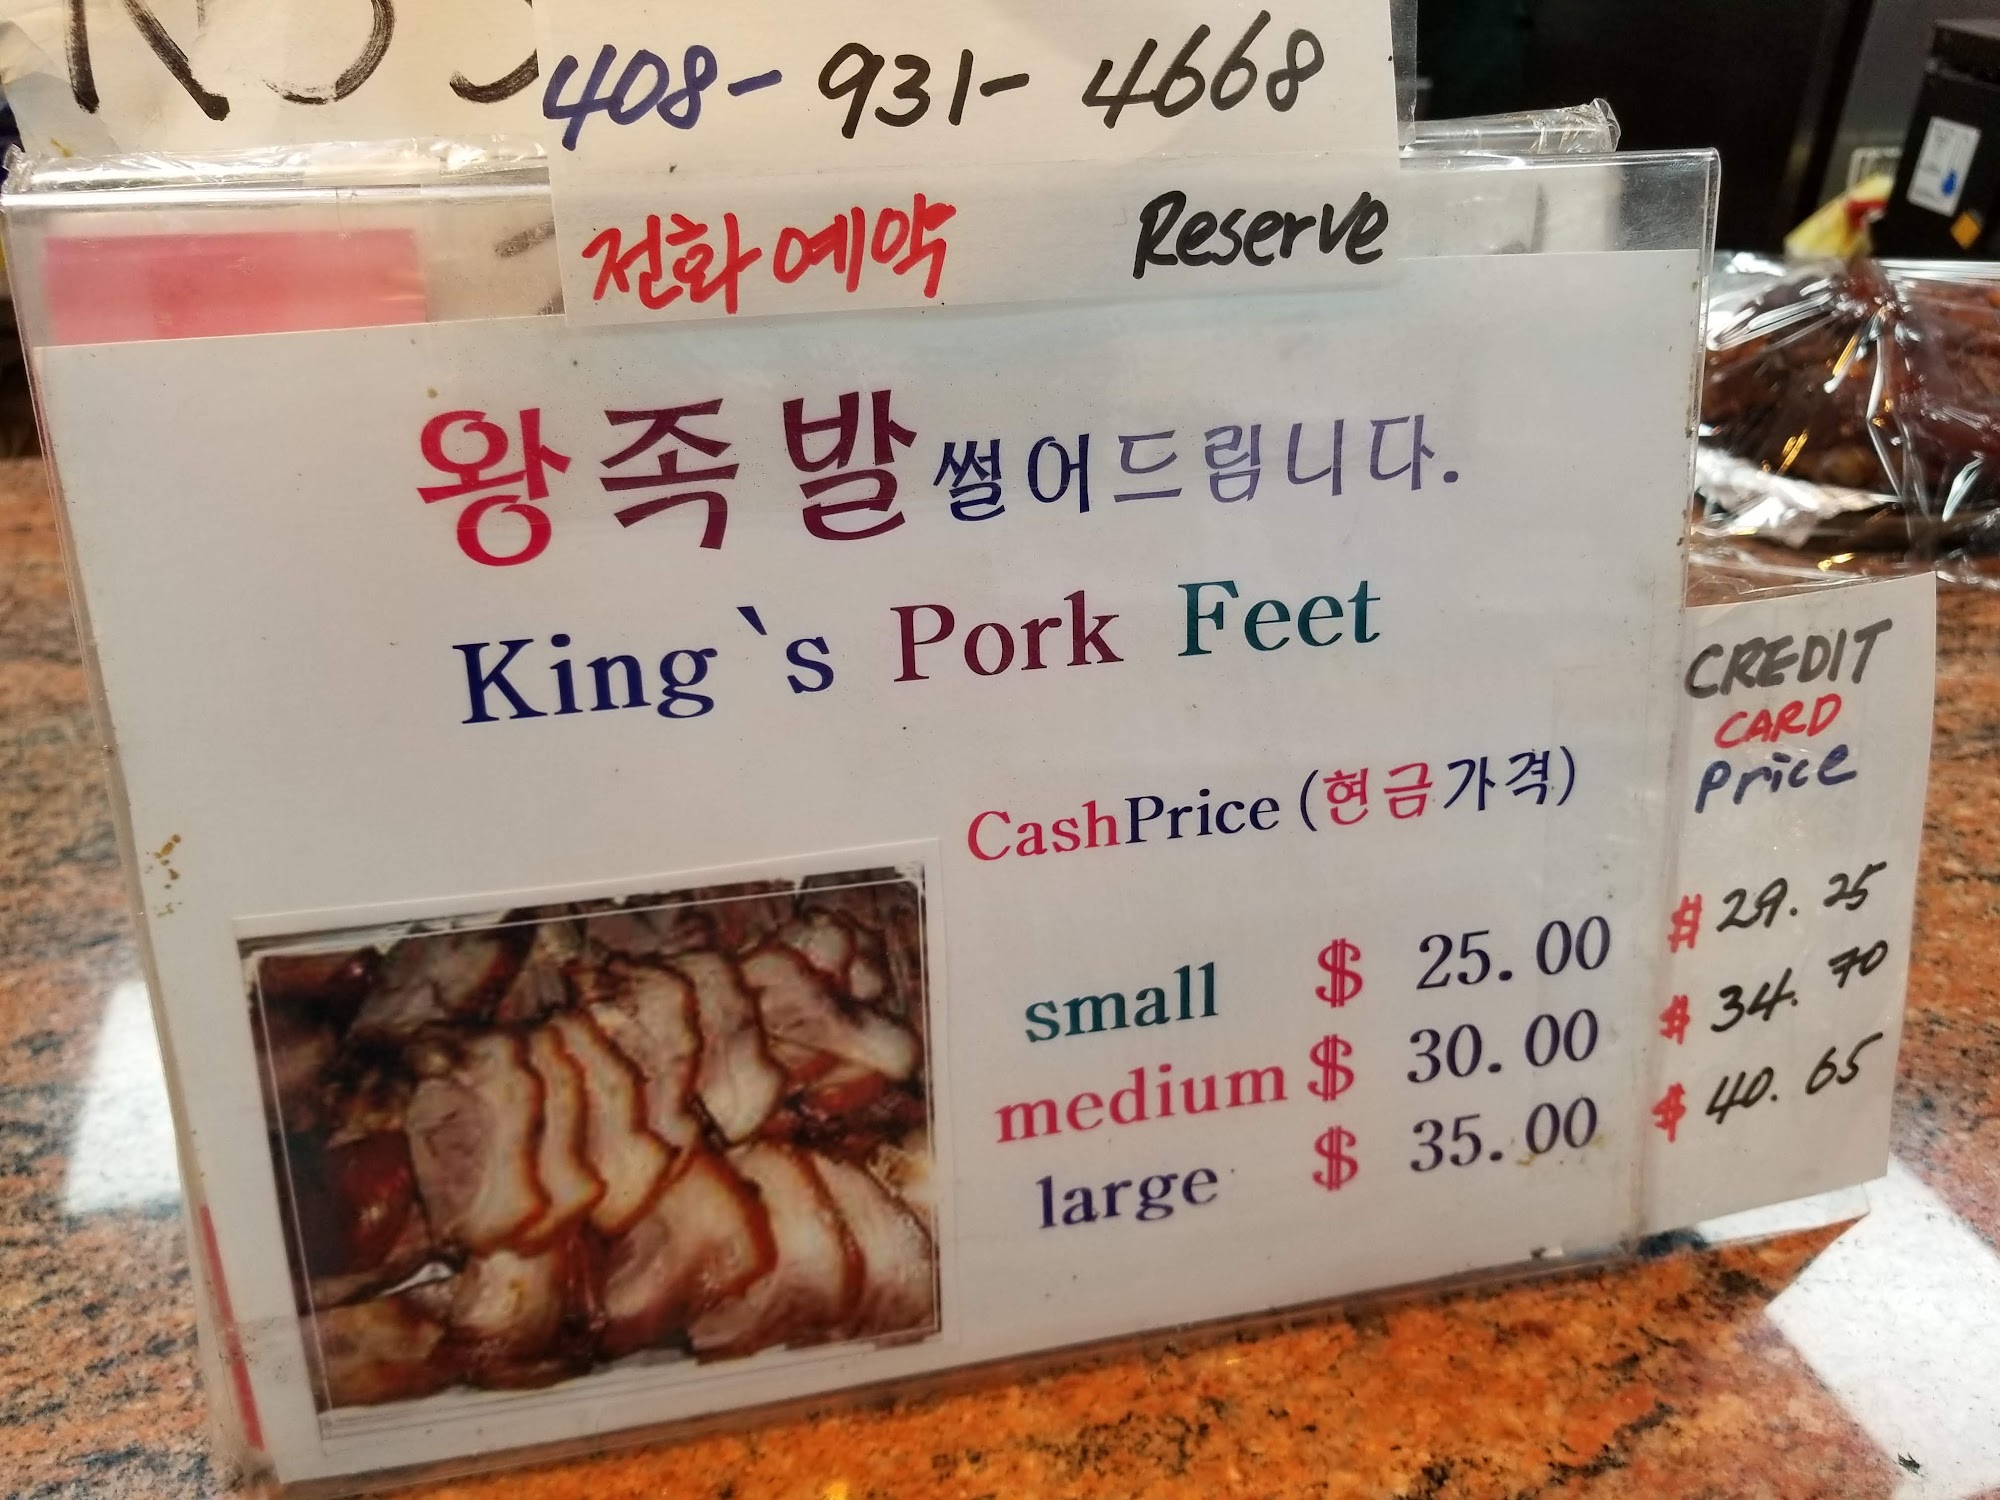 408-931-4668
전화예약 Reserve
왕족발썰어드립니다.
King`s Pork Feet
CashPrice (현금가격)
CREDIT
CARD
Price
small $ 25.00 $ 29.25
medium $ 30.00 $ 34.70
large $ 35.00 $ 40.65